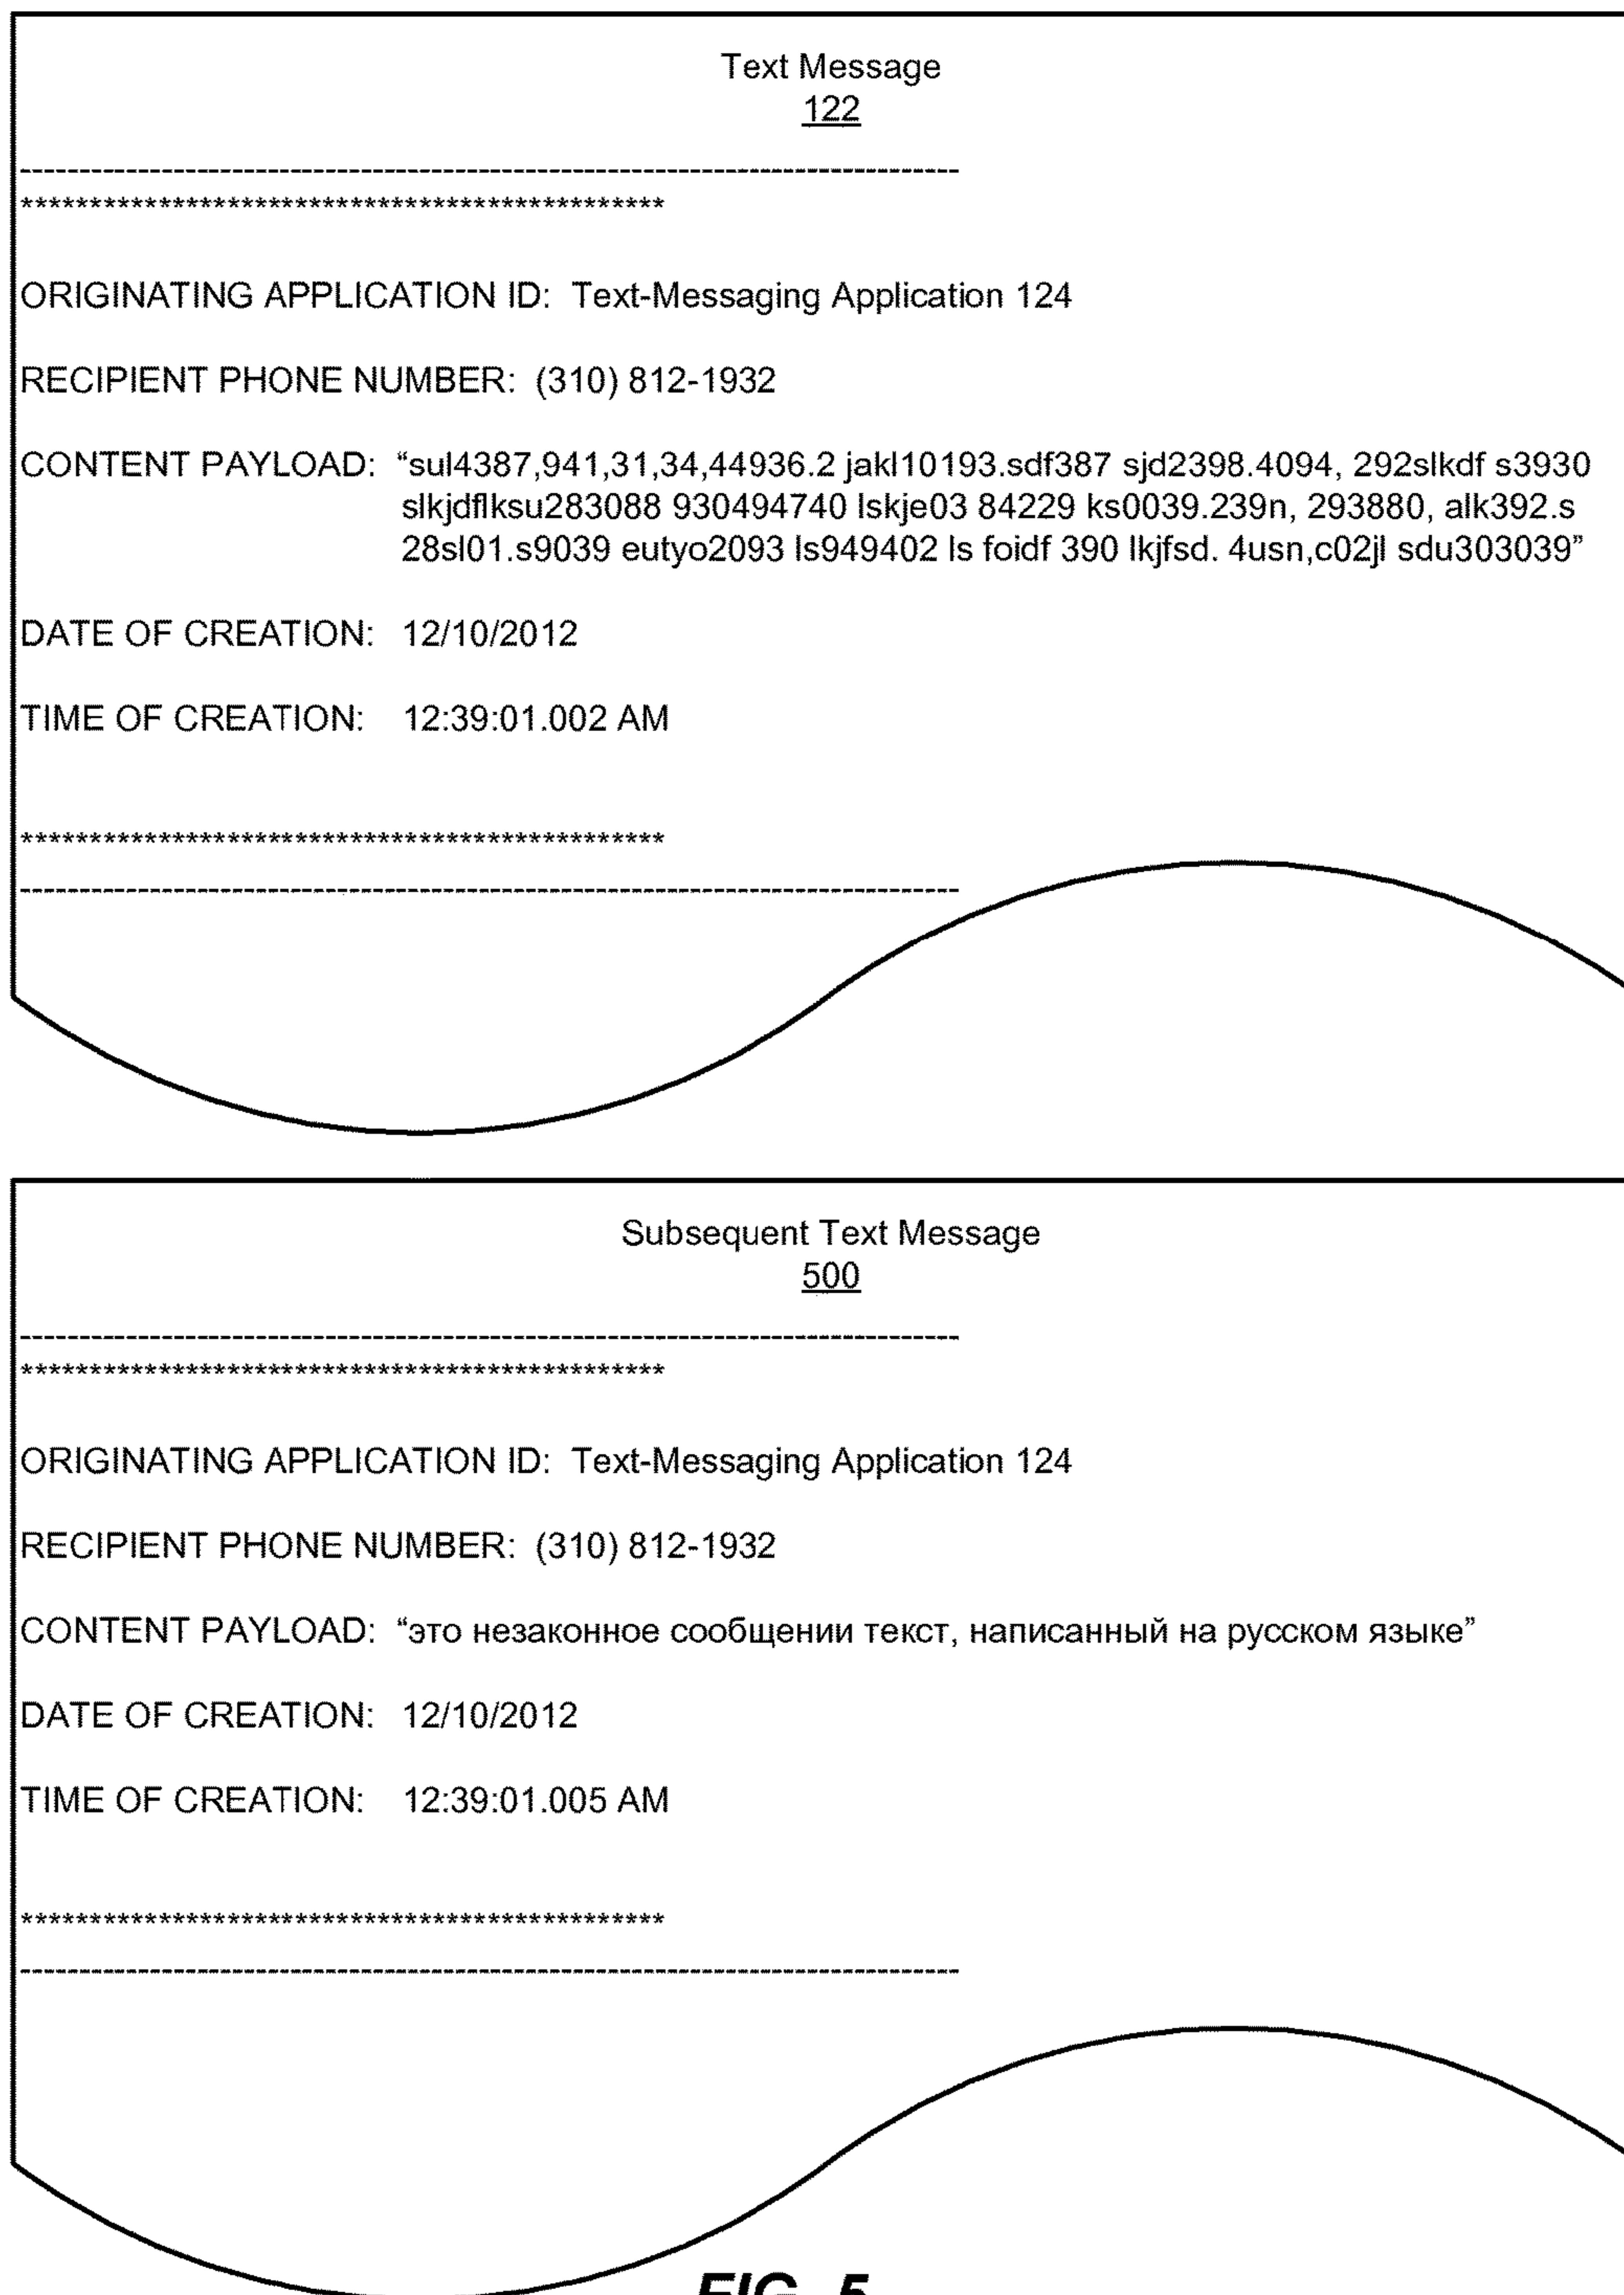 Text Message
122
--------------------------------------------------------------------------------
***********************************************
ORIGINATING APPLICATION ID: Text-Messaging Application 124
RECIPIENT PHONE NUMBER: (310) 812-1932
CONTENT PAYLOAD: “sul4387,941,31,34,44936.2 jakl10193.sdf387 sjd2398.4094, 292slkdf s3930
slkjdflksu283088 930494740 lskje03 84229 ks0039.239n, 293880, alk392.s
28sl01.s9039 eutyo2093 ls949402 ls foidf 390 lkjfsd. 4usn,c02jl sdu303039”
DATE OF CREATION: 12/10/2012
TIME OF CREATION: 12:39:01.002 AM
***********************************************
--------------------------------------------------------------------------------
Subsequent Text Message
500
--------------------------------------------------------------------------------
***********************************************
ORIGINATING APPLICATION ID: Text-Messaging Application 124
RECIPIENT PHONE NUMBER: (310) 812-1932
CONTENT PAYLOAD: “это незаконное сообщении текст, написанный на русском языке”
DATE OF CREATION: 12/10/2012
TIME OF CREATION: 12:39:01.005 AM
***********************************************
--------------------------------------------------------------------------------
FIG. 5